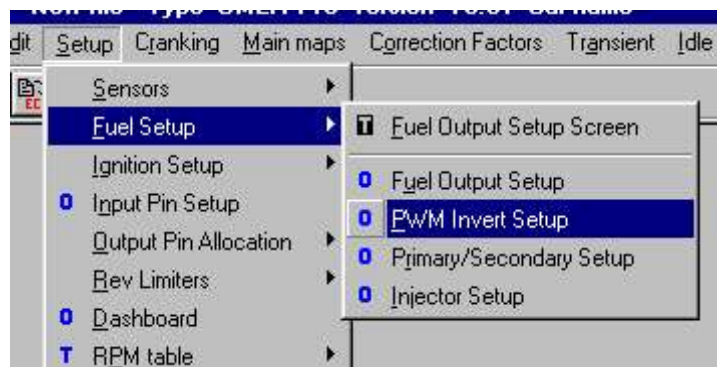 dit Setup Cranking Main maps Correction Factors Transient Idle
EC
Sensors
Fuel Setup
Ignition Setup
O Input Pin Setup
Output Pin Allocation
Rev Limiters
O Dashboard
T RPM table
T Fuel Output Setup Screen
O Fuel Output Setup
O PWM Invert Setup
O Primary/Secondary Setup
O Injector Setup